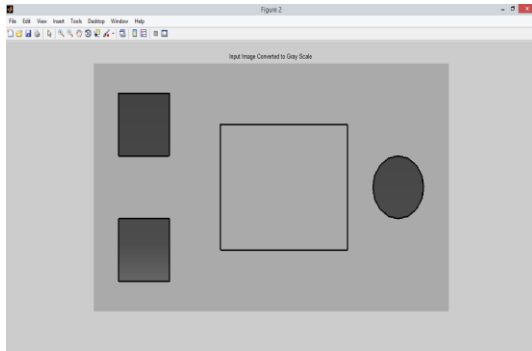 Figure 2
File Edit View Insert Tools Desktop Window Help
Input Image Converted to Gray Scale